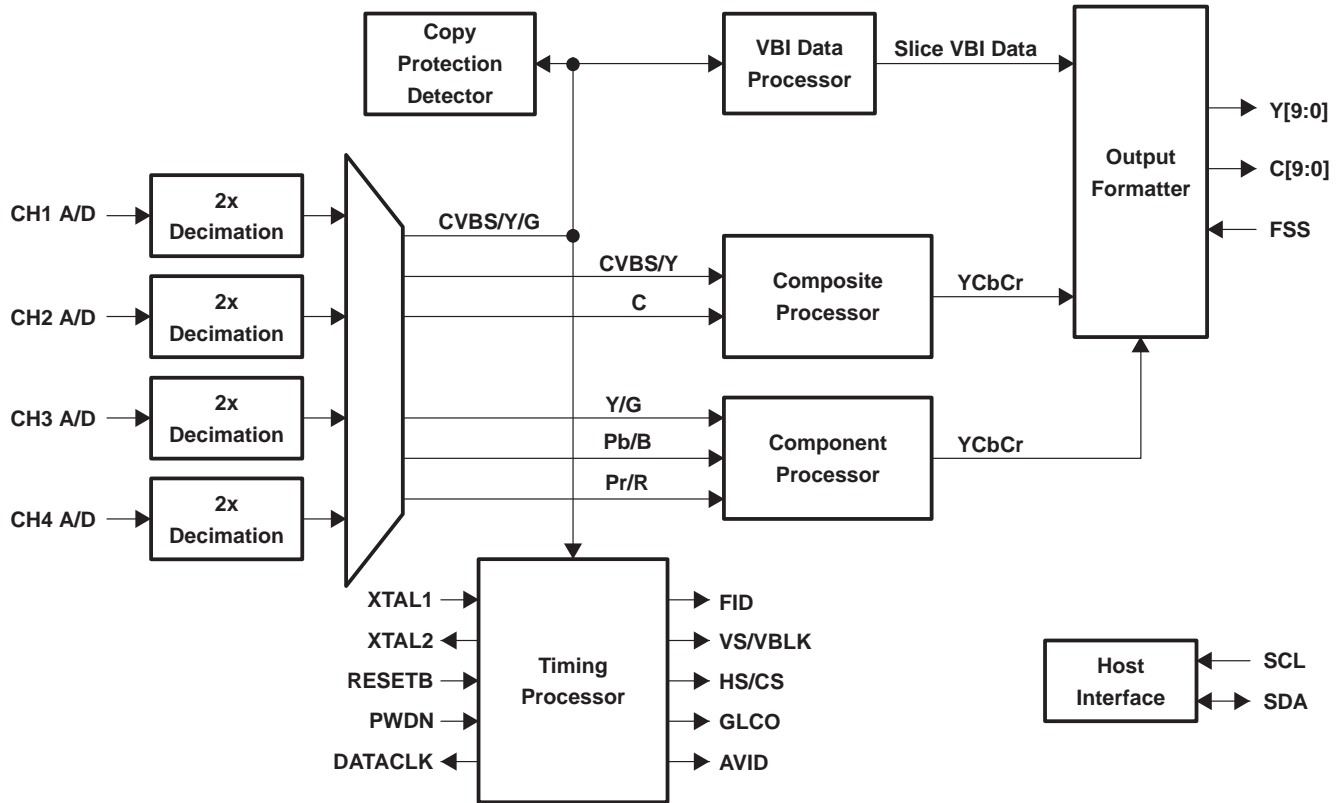 Copy
Protection
Detector
VBI Data
Processor
Slice VBI Data
Output
Formatter
Y[9:0]
C[9:0]
FSS
CH1 A/D
2x
Decimation
CH2 A/D
2x
Decimation
CH3 A/D
2x
Decimation
CH4 A/D
2x
Decimation
CVBS/Y/G
CVBS/Y
C
Composite
Processor
YCbCr
Y/G
Pb/B
Pr/R
Component
Processor
YCbCr
XTAL1
XTAL2
RESETB
PWDN
DATACLK
Timing
Processor
FID
VS/VBLK
HS/CS
GLCO
AVID
Host
Interface
SCL
SDA